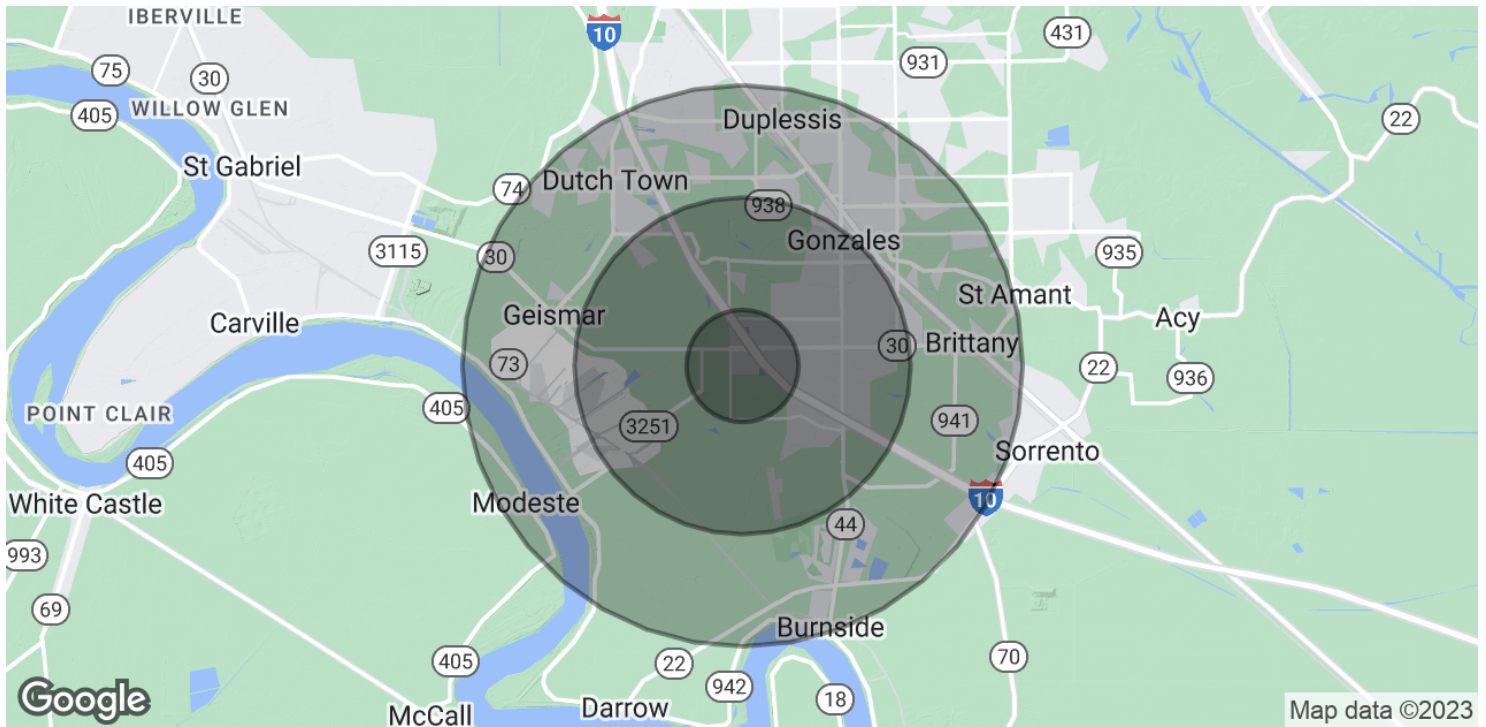 IBERVILLE
10
431
931
75
30
WILLOW GLEN
405
Duplessis
22
St Gabriel
Dutch Town
74
938
Gonzales
3115
30
935
St Amant
Geismar
Acy
Carville
30
Brittany
73
22
936
405
POINT CLAIR
3251
941
Sorrento
405
White Castle
Modeste
10
44
993
69
Burnside
405
22
70
942
18
Google
Darrow
McCall
Map data ©2023